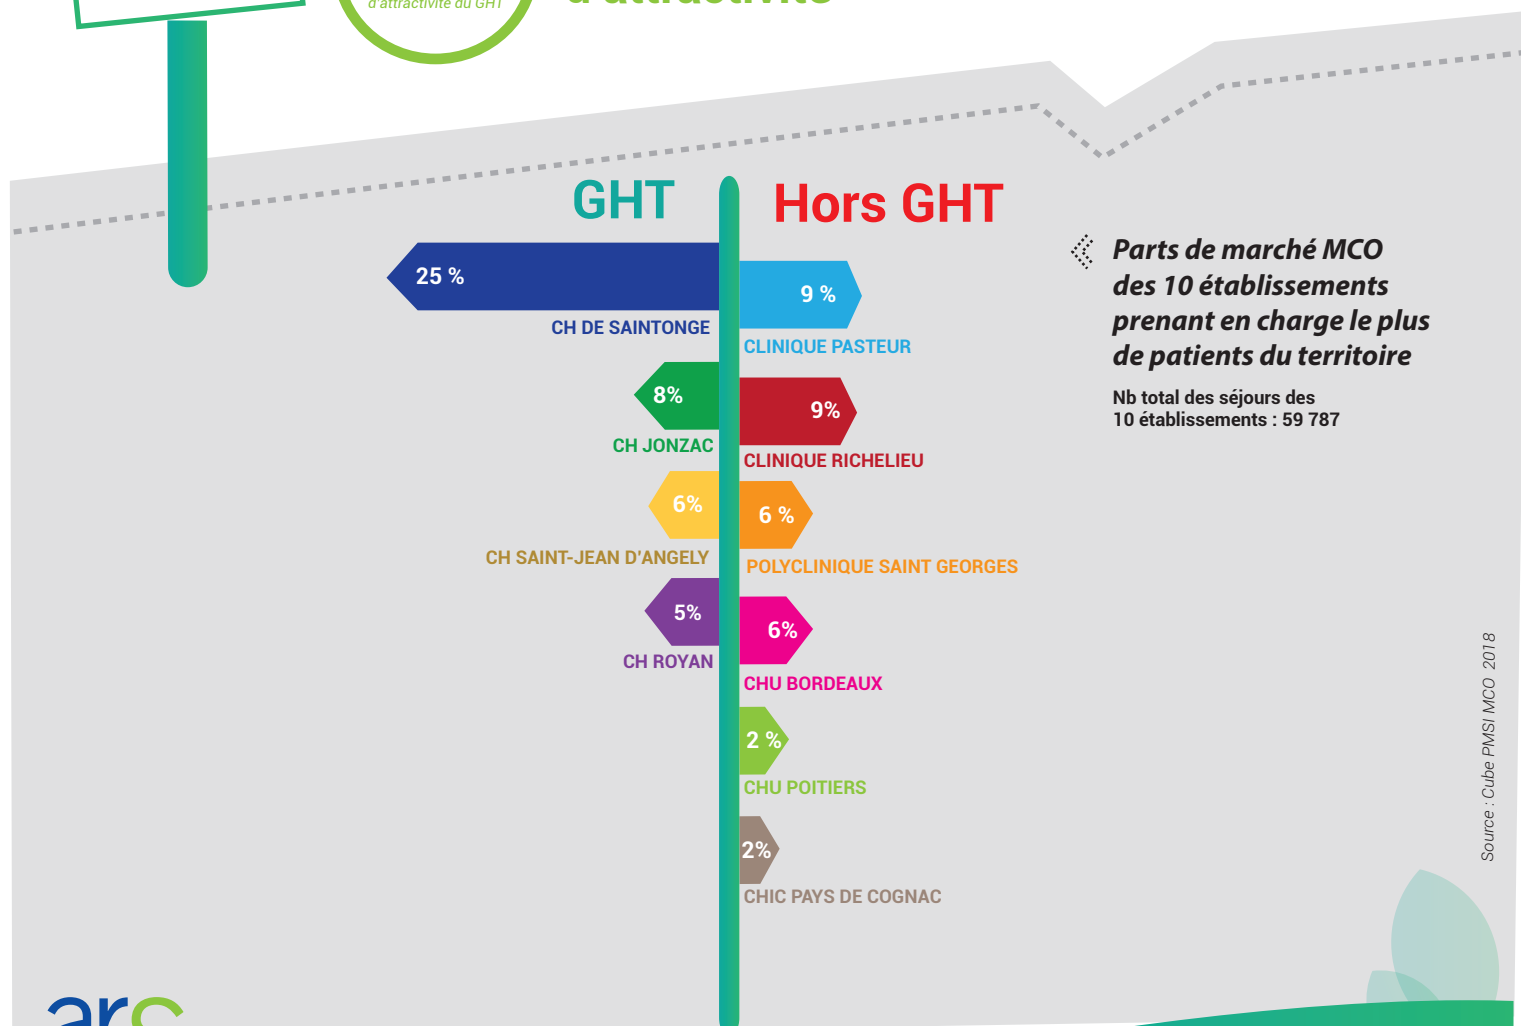 d'attractivité du GHT
d'attractivité
GHT
Hors GHT
25 %
CH DE SAINTONGE
9 %
CLINIQUE PASTEUR
8%
CH JONZAC
9%
CLINIQUE RICHELIEU
6%
CH SAINT-JEAN D'ANGELY
6 %
POLYCLINIQUE SAINT GEORGES
5%
CH ROYAN
6%
CHU BORDEAUX
2 %
CHU POITIERS
2%
CHIC PAYS DE COGNAC
Parts de marché MCO
des 10 établissements
prenant en charge le plus
de patients du territoire
Nb total des séjours des
10 établissements : 59 787
Source : Cube PMSI MCO 2018
ars